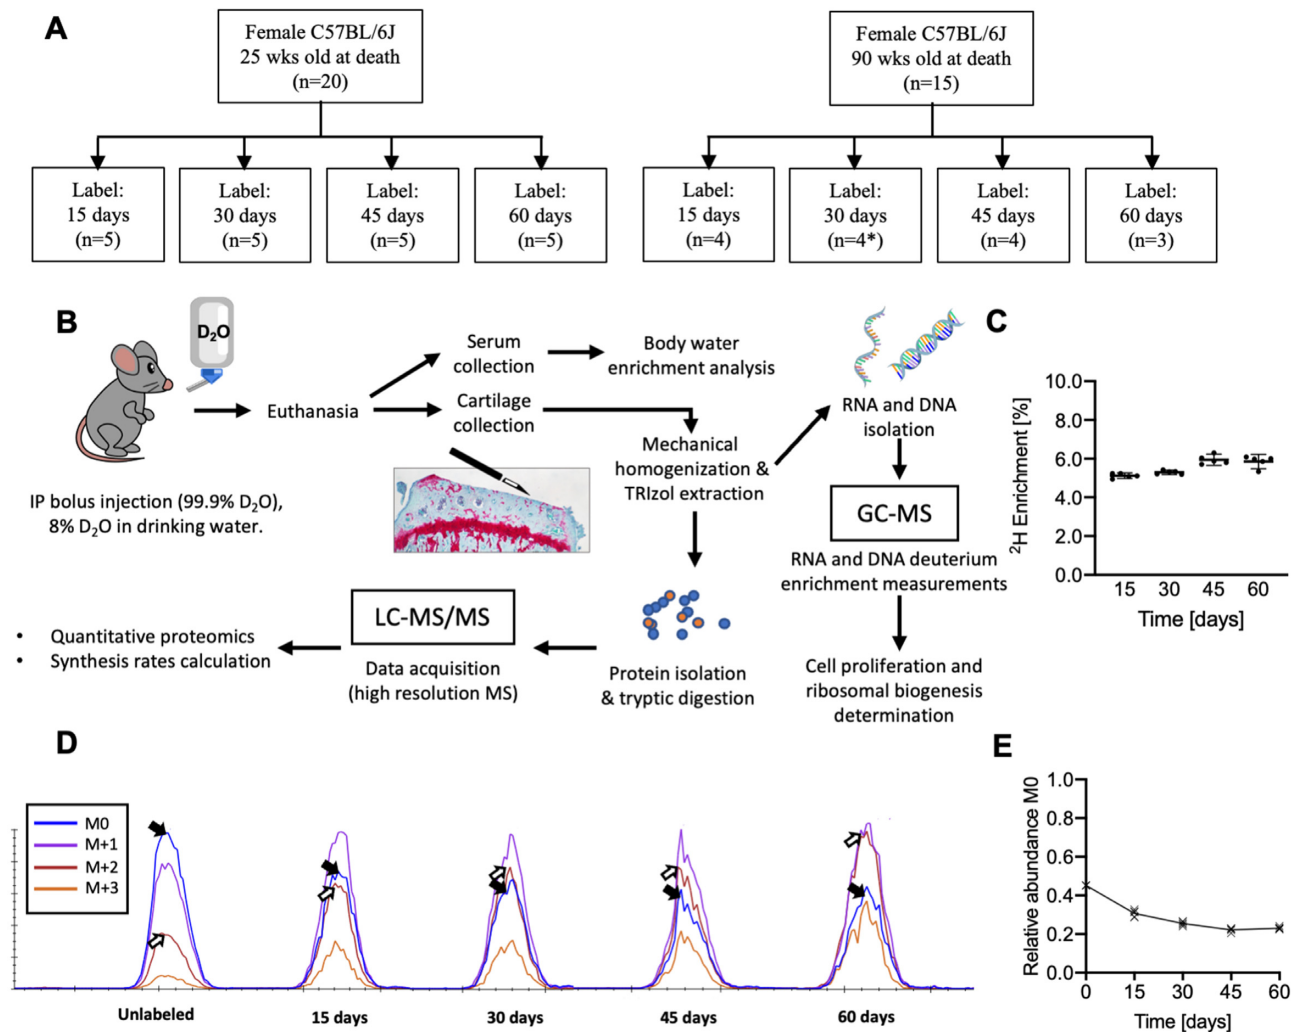 A
Female C57BL/6J
25 wks old at death
(n=20)
Female C57BL/6J
90 wks old at death
(n=15)
Label:
15 days
(n=5)
Label:
30 days
(n=5)
Label:
45 days
(n=5)
Label:
60 days
(n=5)
Label:
15 days
(n=4)
Label:
30 days
(n=4*)
Label:
45 days
(n=4)
Label:
60 days
(n=3)
B
D₂O
IP bolus injection (99.9% D₂O),
8% D₂O in drinking water.
Euthanasia
Serum
collection
Body water
enrichment analysis
Cartilage
collection
Mechanical
homogenization &
TRIzol extraction
RNA and DNA
isolation
GC-MS
RNA and DNA deuterium
enrichment measurements
Cell proliferation and
ribosomal biogenesis
determination
Protein isolation
& tryptic digestion
LC-MS/MS
Data acquisition
(high resolution MS)
• Quantitative proteomics
• Synthesis rates calculation
C
²H Enrichment [%]
10.0
8.0
6.0
4.0
2.0
0.0
15 30 45 60
Time [days]
D
M0
M+1
M+2
M+3
Unlabeled
15 days
30 days
45 days
60 days
E
Relative abundance M0
1.0
0.8
0.6
0.4
0.2
0.0
0 15 30 45 60
Time [days]